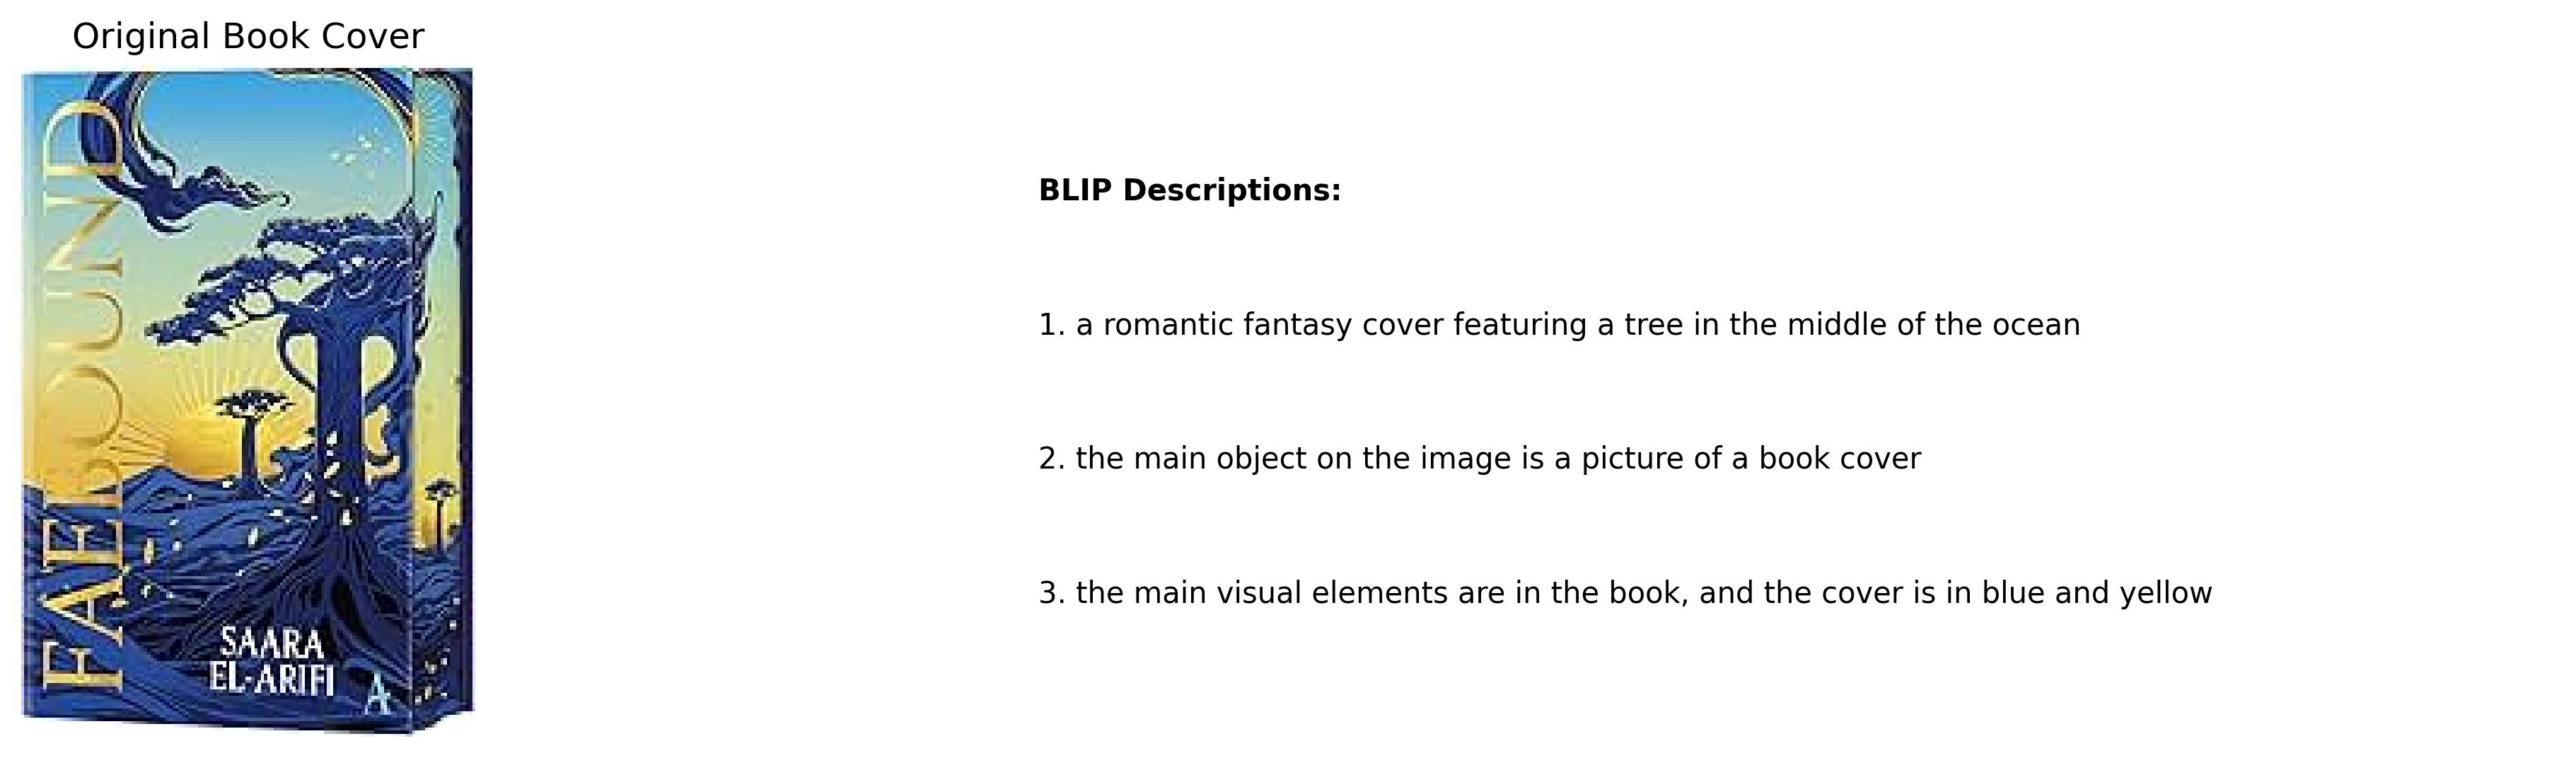 Original Book Cover
FAEBOUND
SAARA
EL-ARIFI
A
BLIP Descriptions:
1. a romantic fantasy cover featuring a tree in the middle of the ocean
2. the main object on the image is a picture of a book cover
3. the main visual elements are in the book, and the cover is in blue and yellow